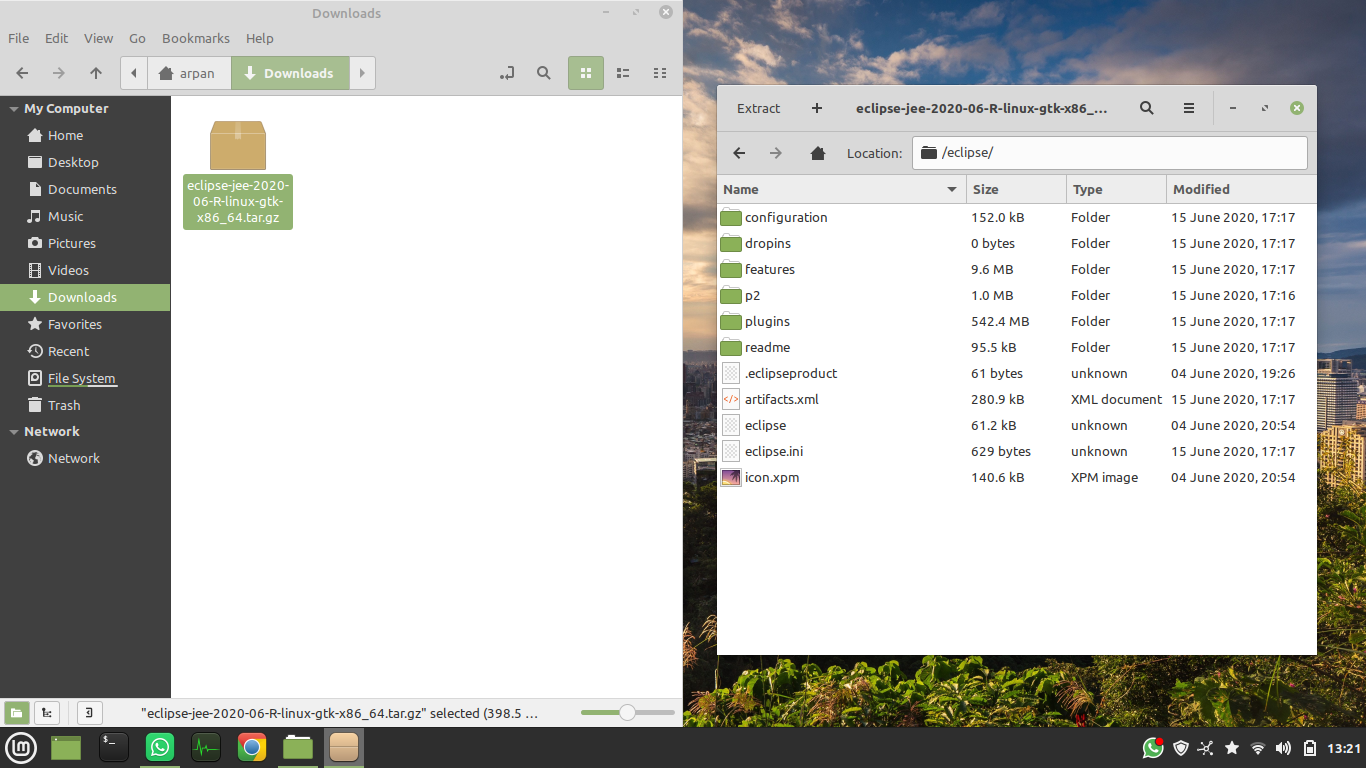 Downloads
File Edit View Go Bookmarks Help
arpan Downloads
My Computer
Home
Desktop
Documents
Music
Pictures
Videos
Downloads
Favorites
Recent
File System
Trash
Network
Network
eclipse-jee-2020-
06-R-linux-gtk-
x86_64.tar.gz
"eclipse-jee-2020-06-R-linux-gtk-x86_64.tar.gz" selected (398.5 …
Extract + eclipse-jee-2020-06-R-linux-gtk-x86_…
Location: /eclipse/
Name Size Type Modified
configuration 152.0 kB Folder 15 June 2020, 17:17
dropins 0 bytes Folder 15 June 2020, 17:17
features 9.6 MB Folder 15 June 2020, 17:17
p2 1.0 MB Folder 15 June 2020, 17:16
plugins 542.4 MB Folder 15 June 2020, 17:17
readme 95.5 kB Folder 15 June 2020, 17:17
.eclipseproduct 61 bytes unknown 04 June 2020, 19:26
artifacts.xml 280.9 kB XML document 15 June 2020, 17:17
eclipse 61.2 kB unknown 04 June 2020, 20:54
eclipse.ini 629 bytes unknown 15 June 2020, 17:17
icon.xpm 140.6 kB XPM image 04 June 2020, 20:54
13:21